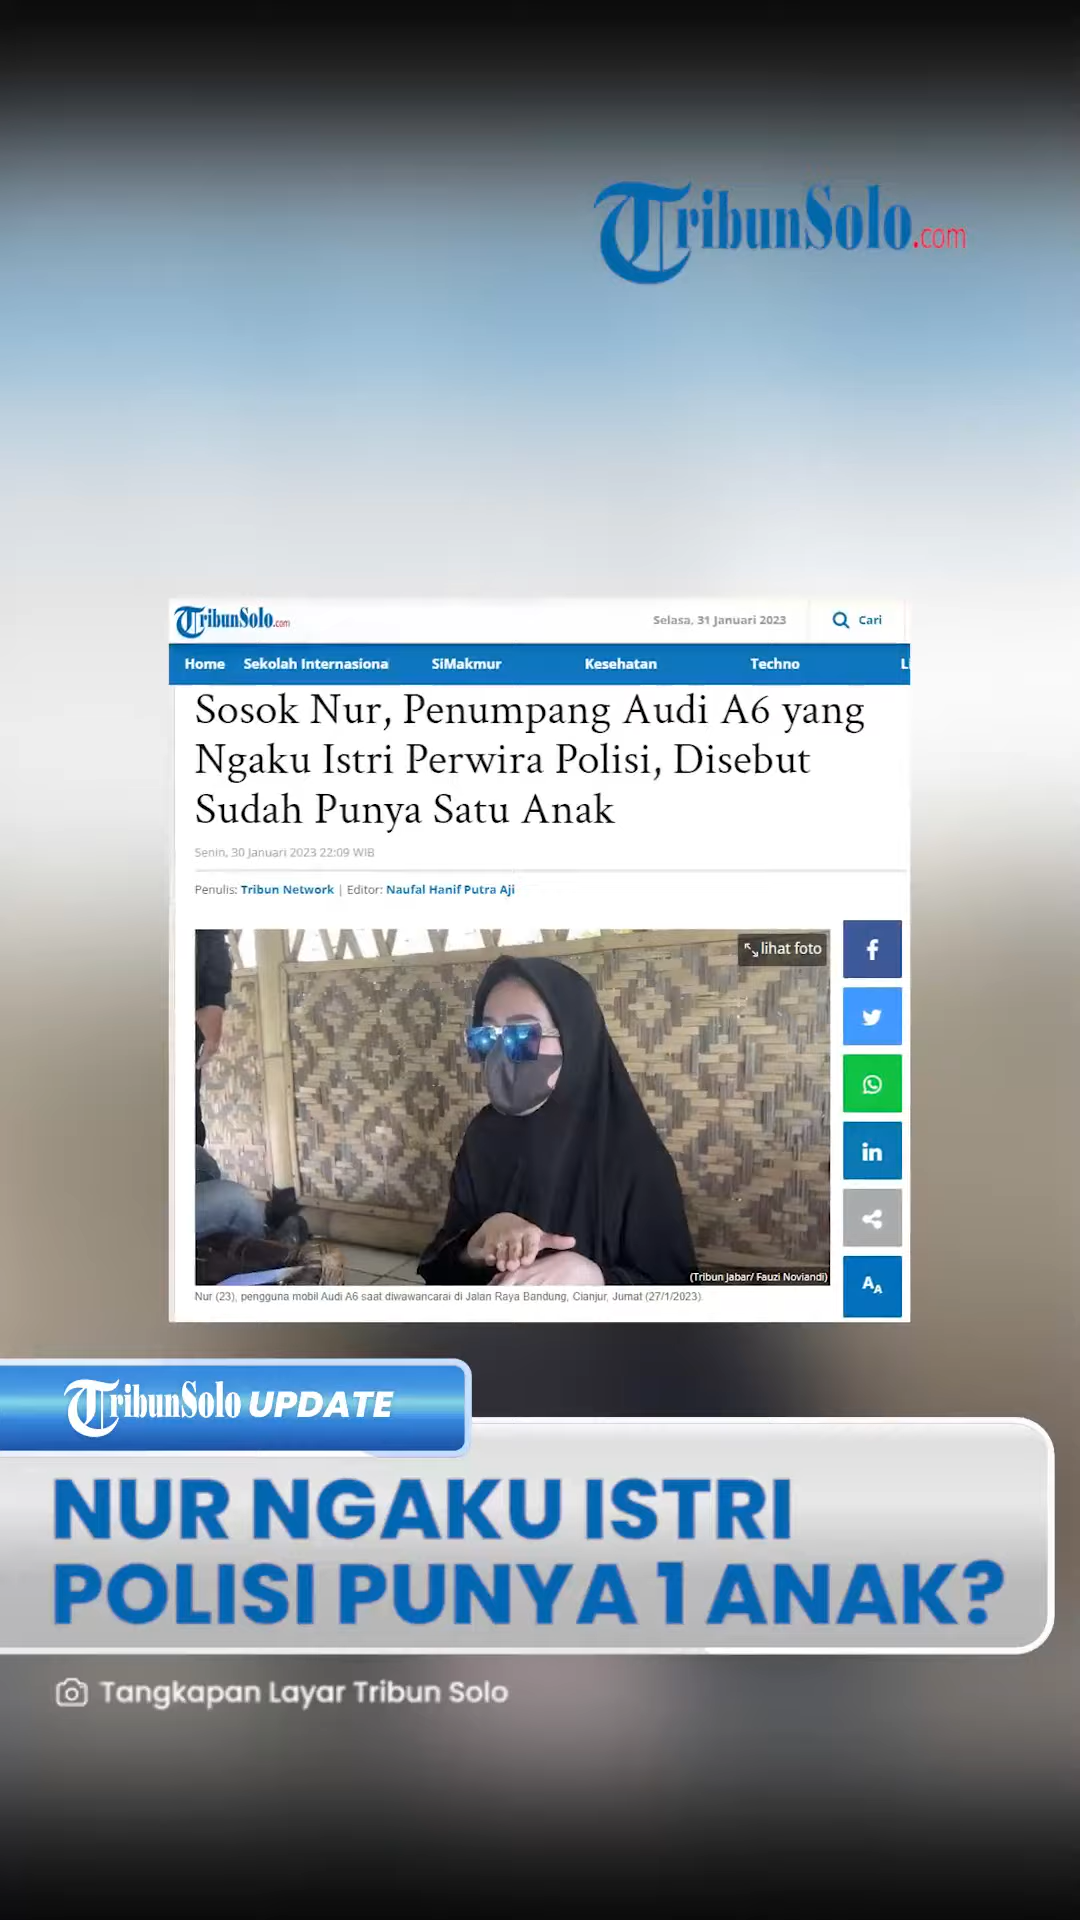 TribunSolo.com
TribunSolo.com
Selasa, 31 Januari 2023
Cari
Home Sekolah Internasiona SiMakmur Kesehatan Techno
Sosok Nur, Penumpang Audi A6 yang
Ngaku Istri Perwira Polisi, Disebut
Sudah Punya Satu Anak
Senin, 30 Januari 2023 22:09 WIB
Penulis: Tribun Network | Editor: Naufal Hanif Putra Aji
lihat foto
(Tribun Jabar/ Fauzi Noviandi)
Nur (23), pengguna mobil Audi A6 saat diwawancarai di Jalan Raya Bandung, Cianjur, Jumat (27/1/2023).
AA
TribunSolo UPDATE
NUR NGAKU ISTRI
POLISI PUNYA 1 ANAK?
Tangkapan Layar Tribun Solo